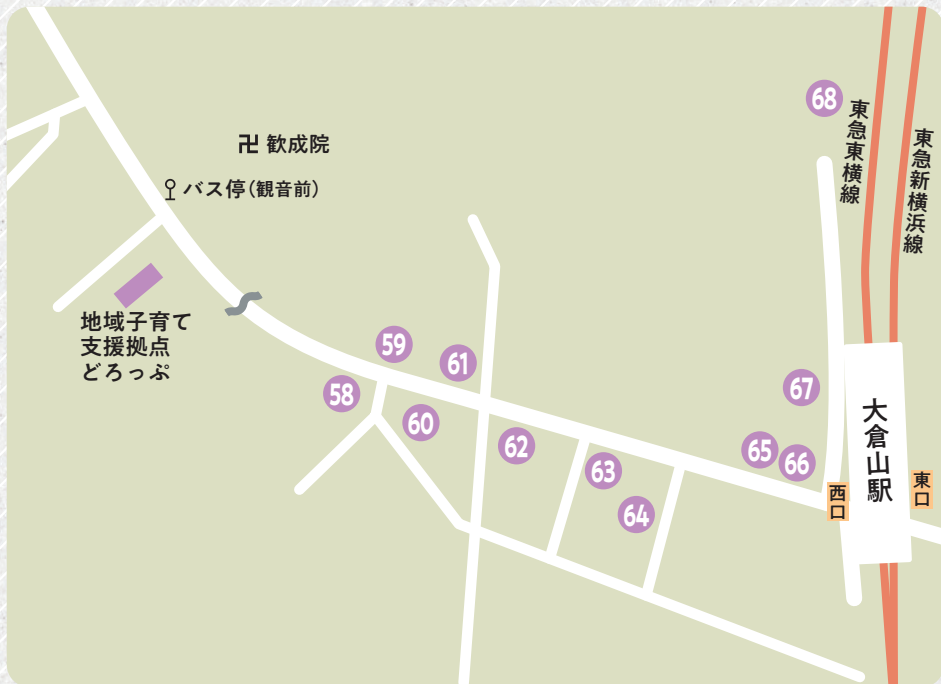 68
東急東横線
東急新横浜線
卍 歓成院
バス停(観音前)
地域子育て
支援拠点
どろっぷ
59
61
58
60
67
62
65
66
63
64
大倉山駅
西口
東口